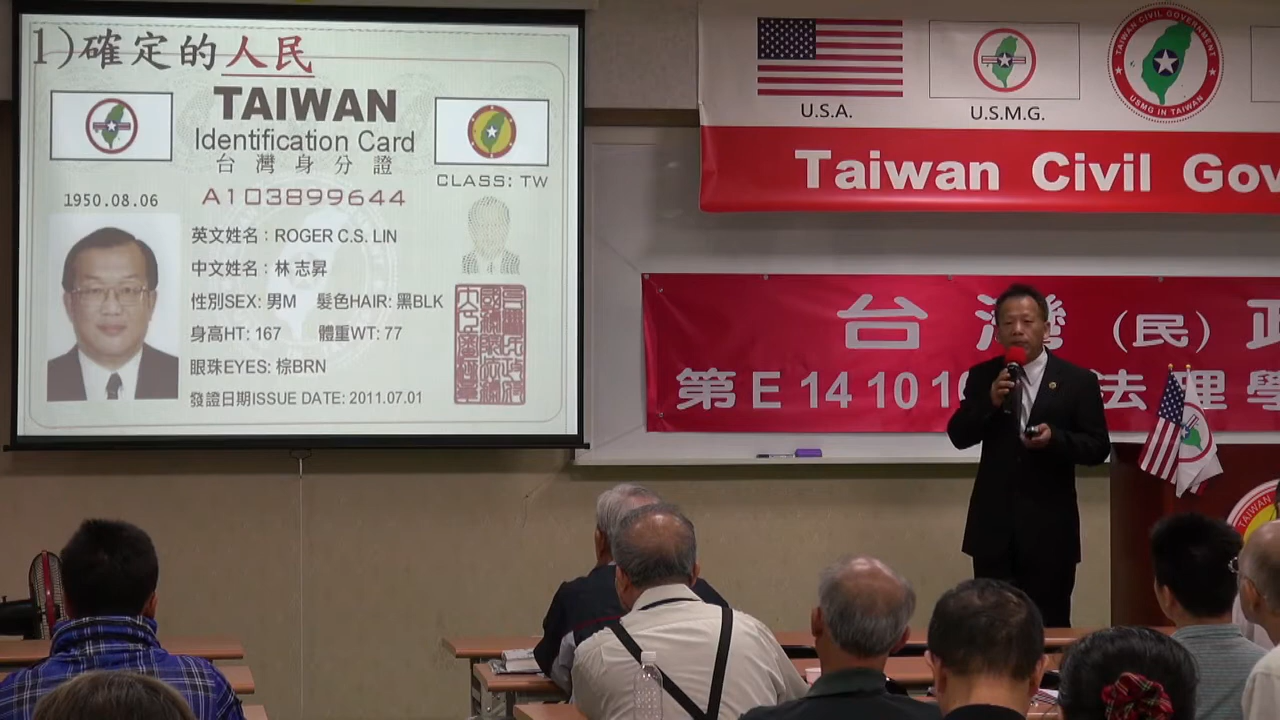 1)確定的人民
TAIWAN
Identification Card
台灣身分證
CLASS: TW
1950.08.06
A103899644
英文姓名：ROGER C.S. LIN
中文姓名：林 志昇
性別SEX: 男M 髮色HAIR: 黑BLK
身高HT: 167 體重WT: 77
眼珠EYES: 棕BRN
發證日期ISSUE DATE: 2011.07.01
U.S.A.
U.S.M.G.
TAIWAN CIVIL GOVERNMENT
USMG IN TAIWAN
Taiwan Civil Gov
台灣（民）政
第E 14 10 1
法理學
TAIWAN